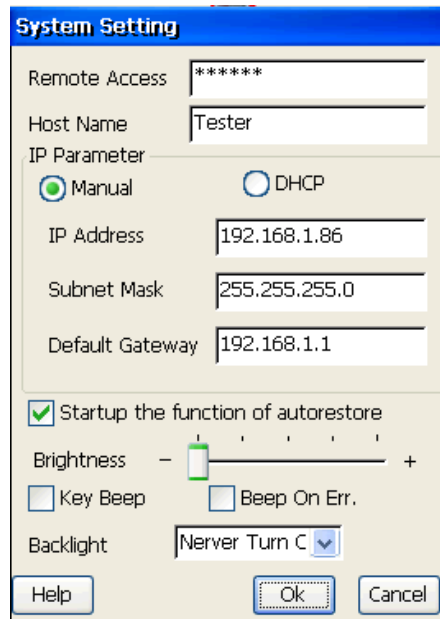 System Setting
Remote Access ******
Host Name Tester
IP Parameter
Manual DHCP
IP Address 192.168.1.86
Subnet Mask 255.255.255.0
Default Gateway 192.168.1.1
Startup the function of autorestore
Brightness - +
Key Beep Beep On Err.
Backlight Nerver Turn C
Help Ok Cancel